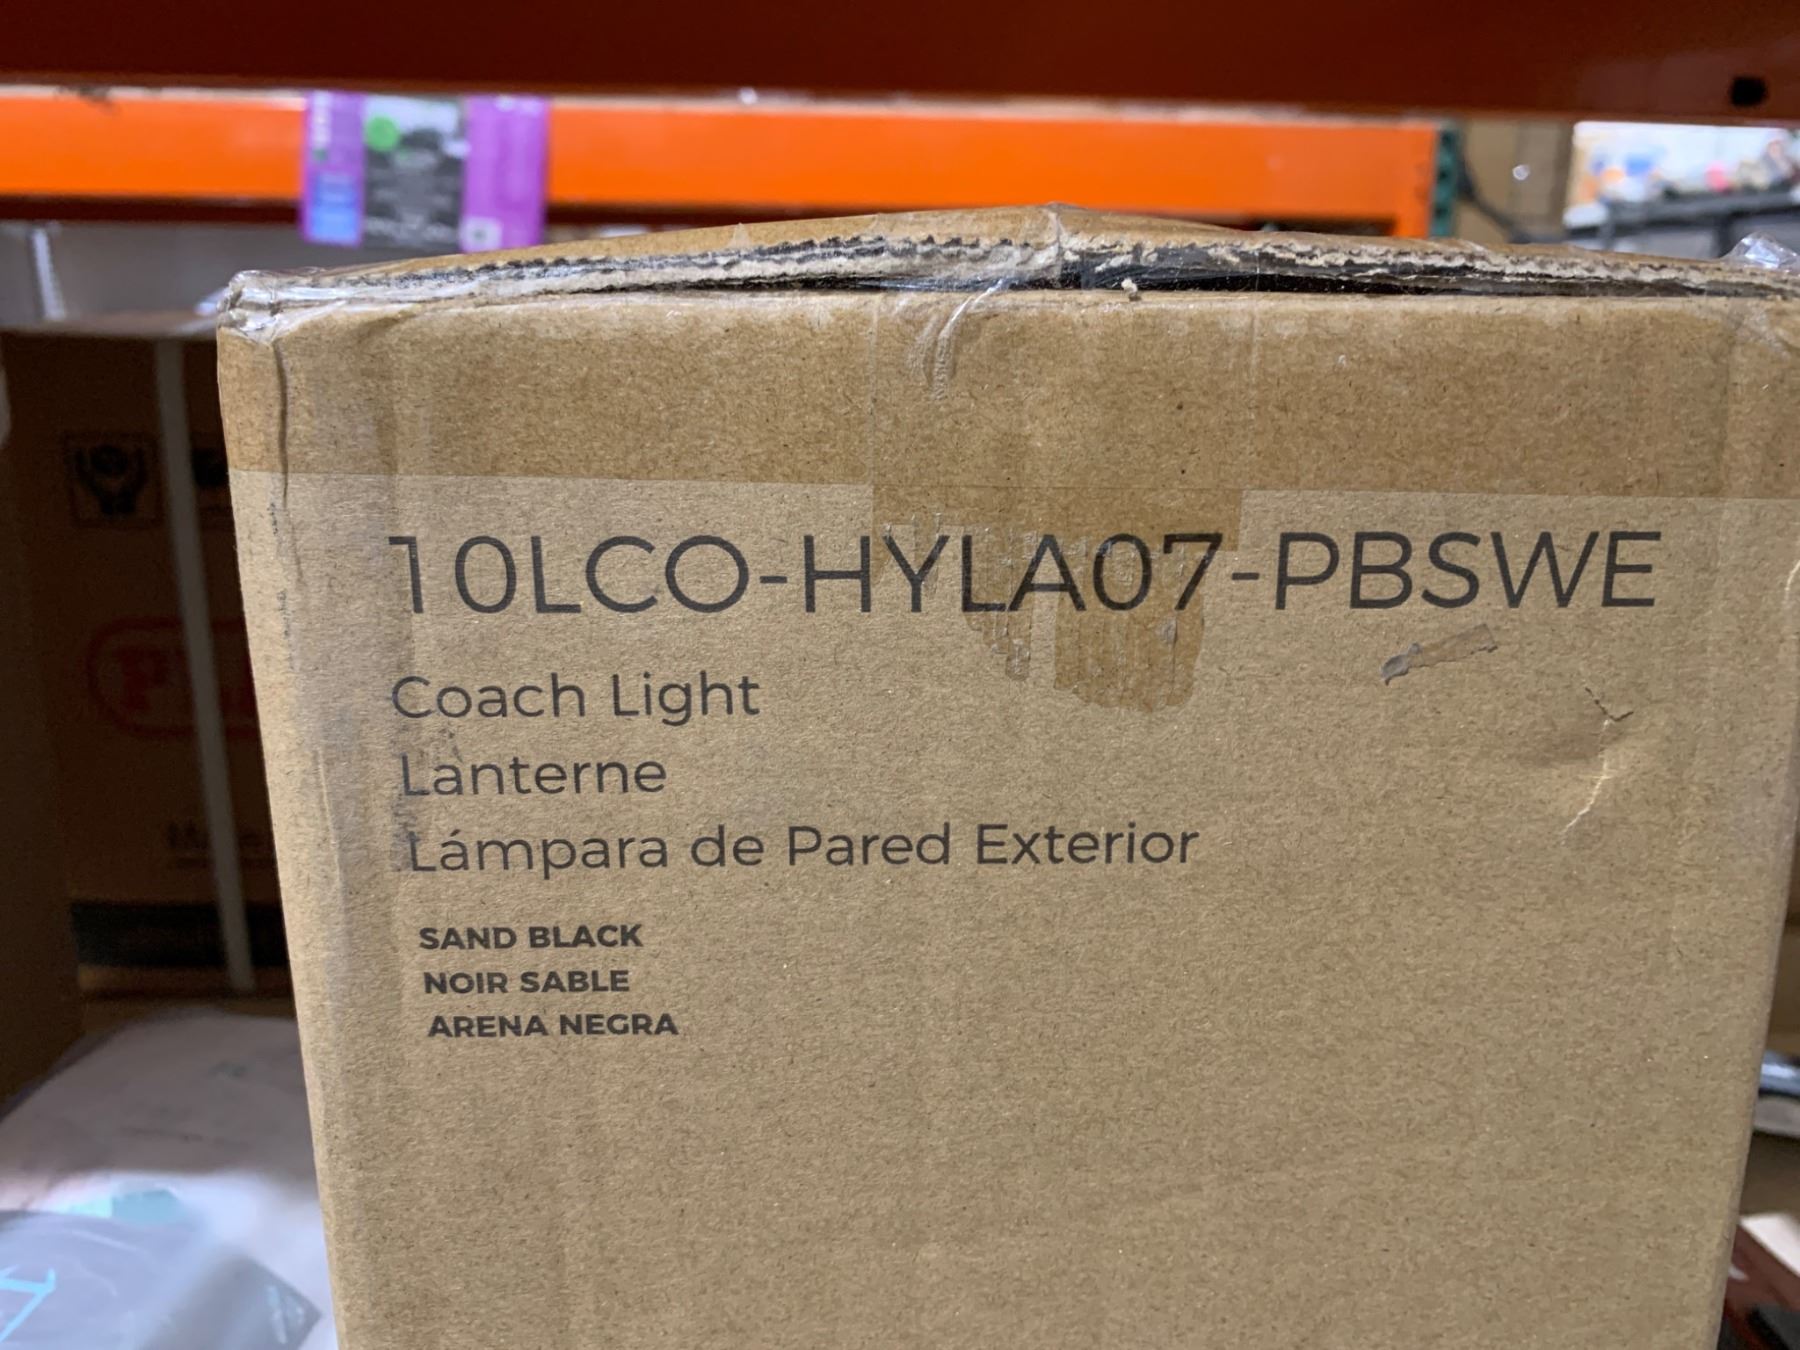 10LCO-HYLA07-PBSWE
Coach Light
Lanterne
Lámpara de Pared Exterior
SAND BLACK
NOIR SABLE
ARENA NEGRA